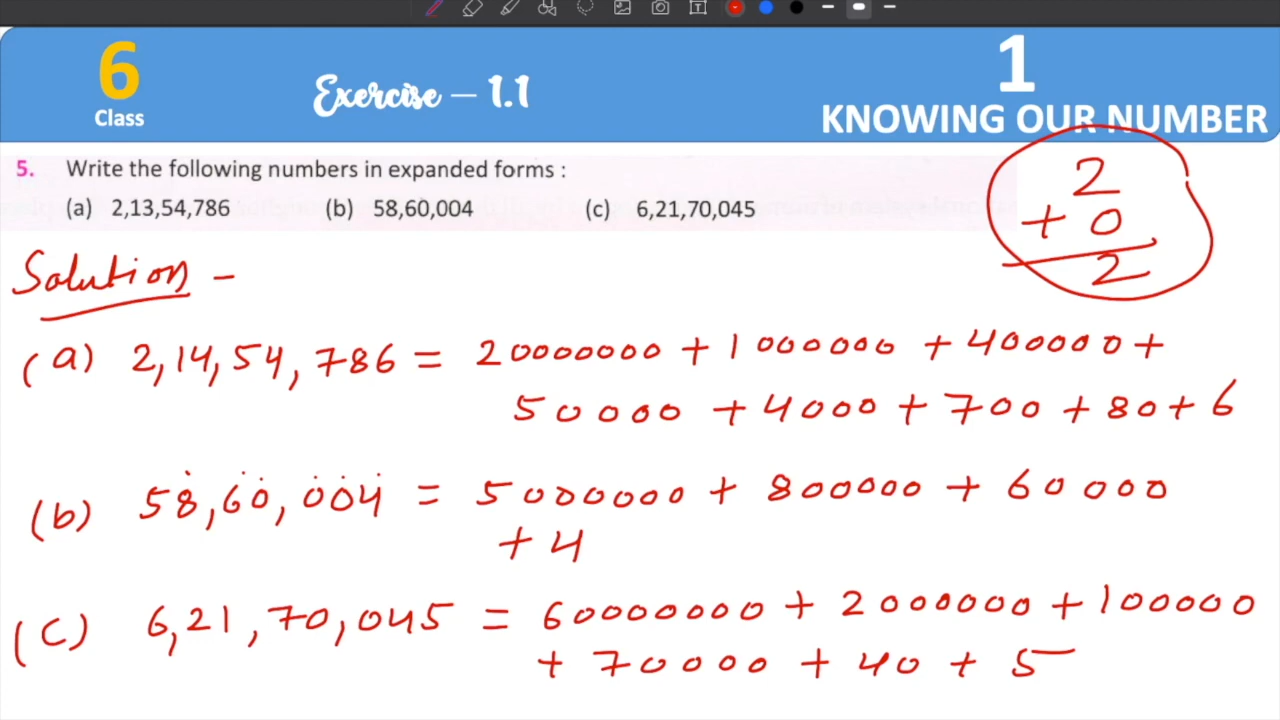 6
Class
Exercise – 1.1
1
KNOWING OUR NUMBER
5. Write the following numbers in expanded forms :
(a) 2,13,54,786 (b) 58,60,004 (c) 6,21,70,045
2
+ 0
2
Solution -
(a) 2,14,54,786 = 20000000 + 1000000 + 400000 +
50000 + 4000 + 700 + 80 + 6
(b) 58,60,004 = 5000000 + 800000 + 60000
+ 4
(C) 6,21,70,045 = 60000000 + 2000000 + 100000
+ 70000 + 40 + 5